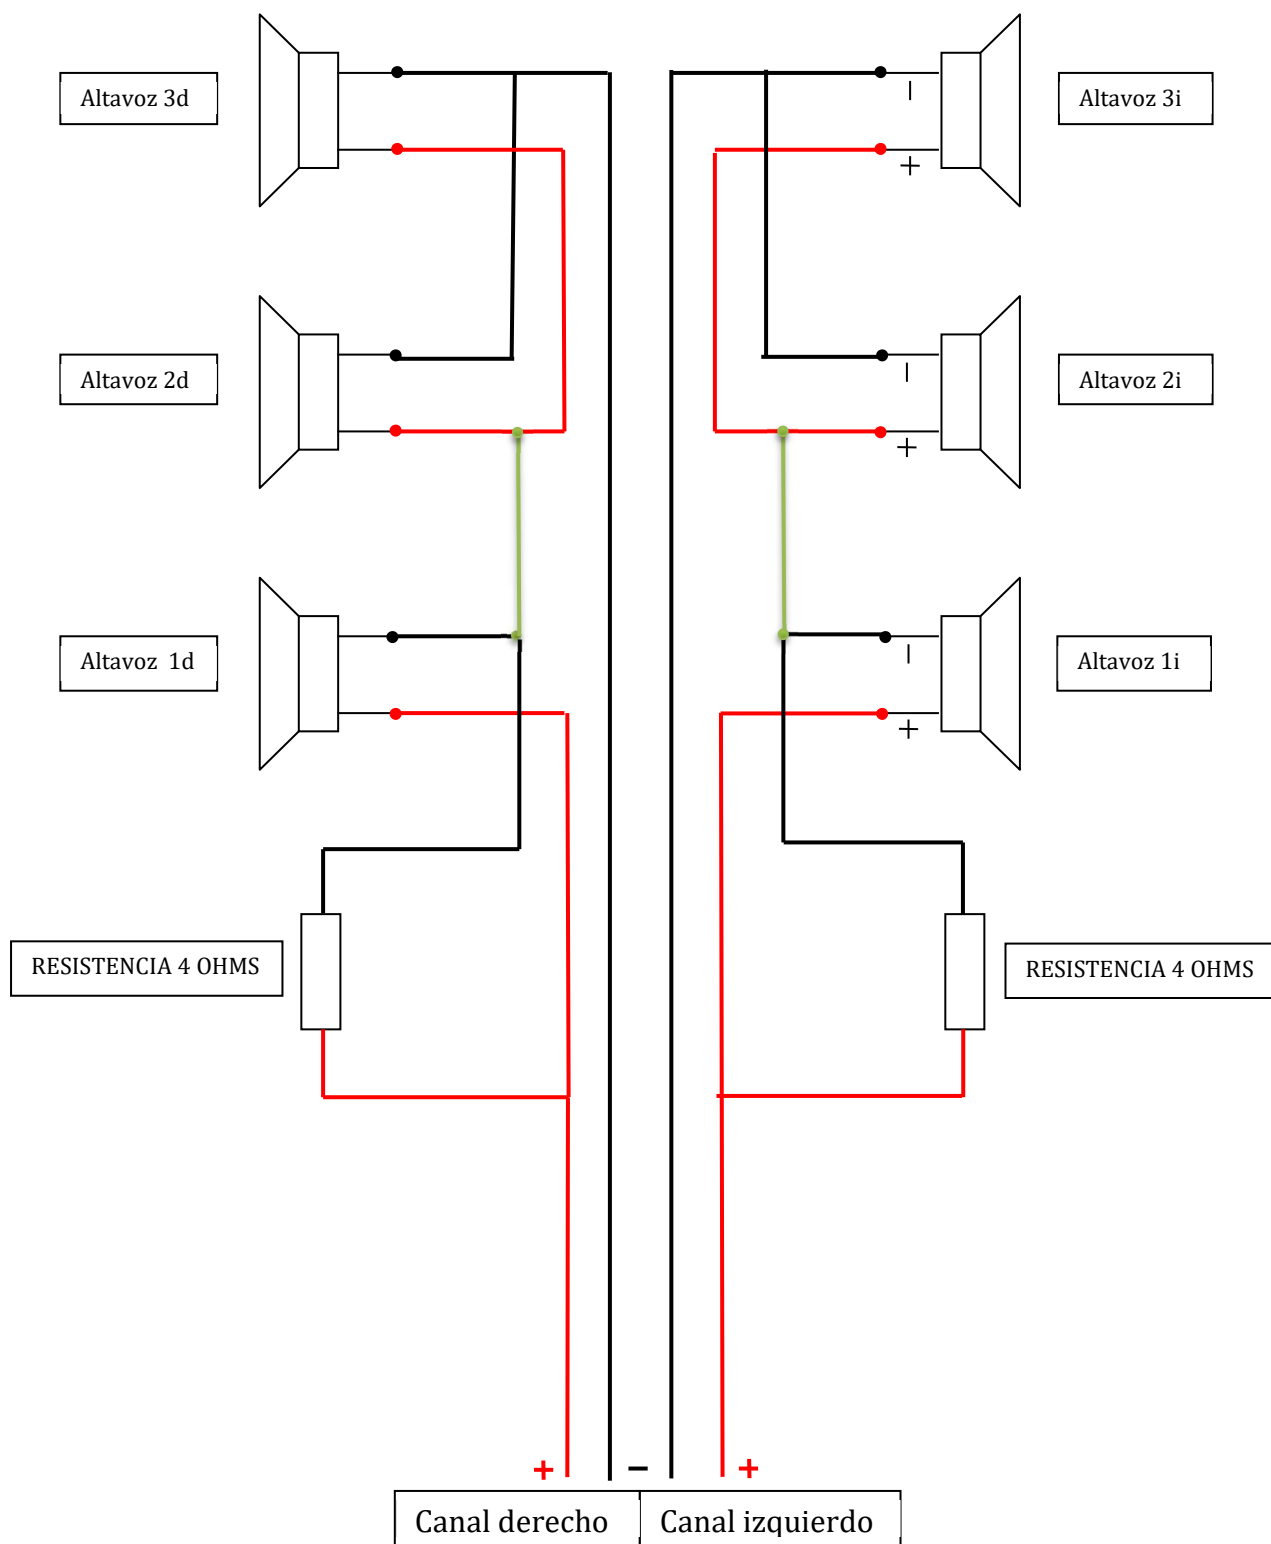 Altavoz 3d
Altavoz 3i
Altavoz 2d
Altavoz 2i
Altavoz 1d
Altavoz 1i
RESISTENCIA 4 OHMS
RESISTENCIA 4 OHMS
Canal derecho
Canal izquierdo